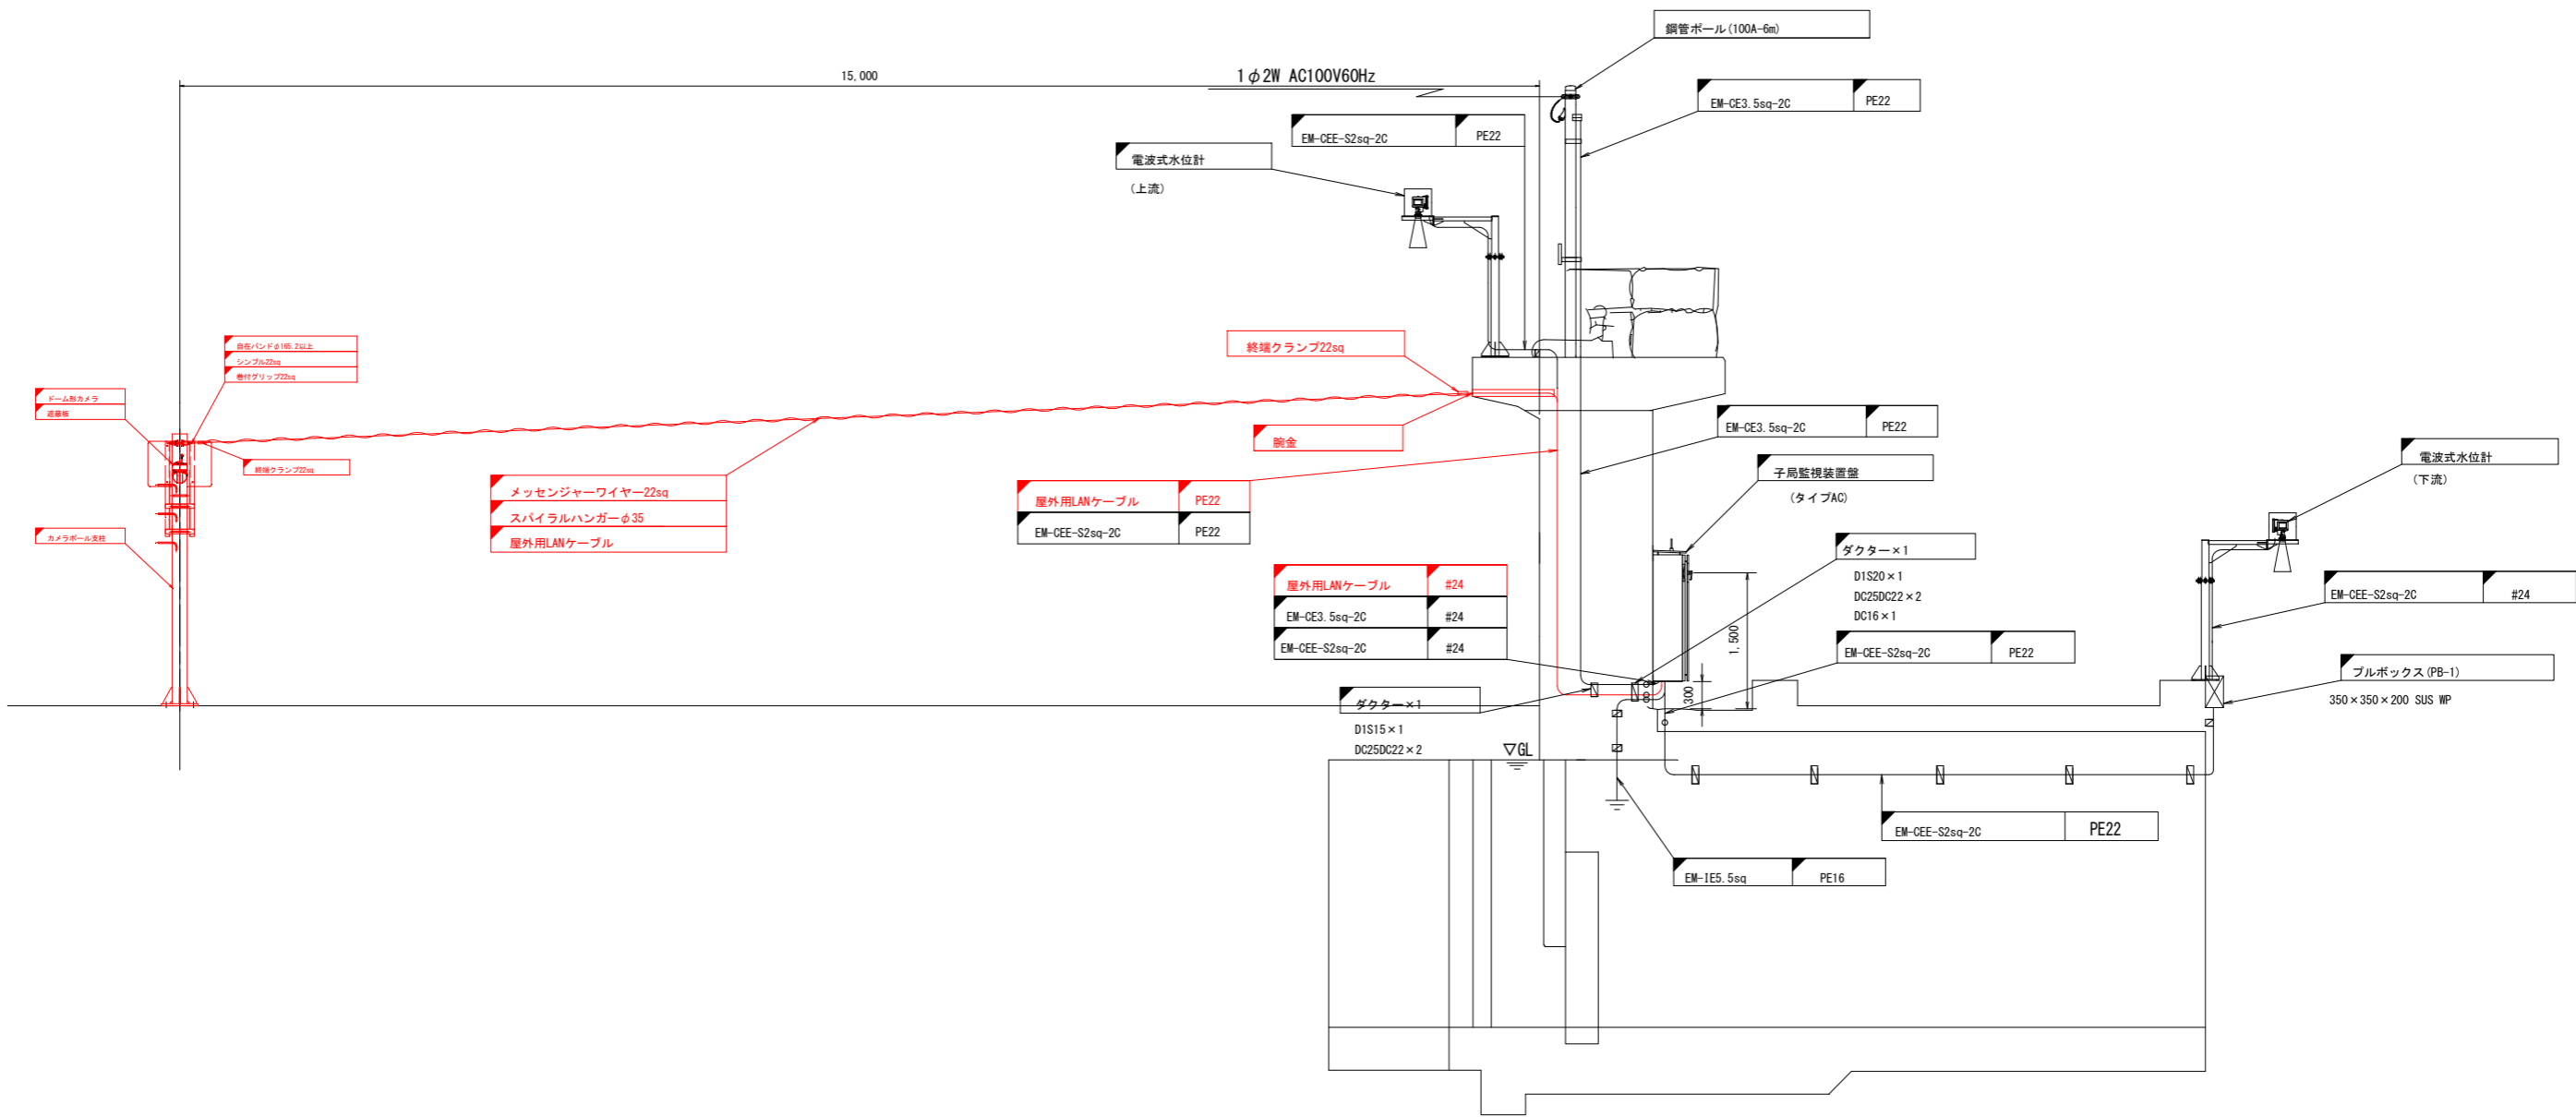 鋼管ポール(100A-6m)
15,000
1φ2W AC100V60Hz
EM-CE3.5sq-2C PE22
EM-CEE-S2sq-2C PE22
電波式水位計
(上流)
自在バンドφ165.2以上
シンブル22sq
巻付グリップ22sq
終端クランプ22sq
ドーム形カメラ
遮蔽板
EM-CE3.5sq-2C PE22
腕金
電波式水位計
(下流)
終端クランプ22sq
子局監視装置盤
(タイプAC)
メッセンジャーワイヤー22sq
スパイラルハンガーφ35
屋外用LANケーブル
屋外用LANケーブル PE22
EM-CEE-S2sq-2C PE22
カメラポール支柱
ダクター×1
D1S20×1
DC25DC22×2
DC16×1
屋外用LANケーブル #24
EM-CE3.5sq-2C #24
EM-CEE-S2sq-2C #24
EM-CEE-S2sq-2C #24
1,500
EM-CEE-S2sq-2C PE22
プルボックス(PB-1)
350×350×200 SUS WP
300
ダクター×1
D1S15×1
DC25DC22×2
▽GL
EM-CEE-S2sq-2C PE22
EM-IE5.5sq PE16